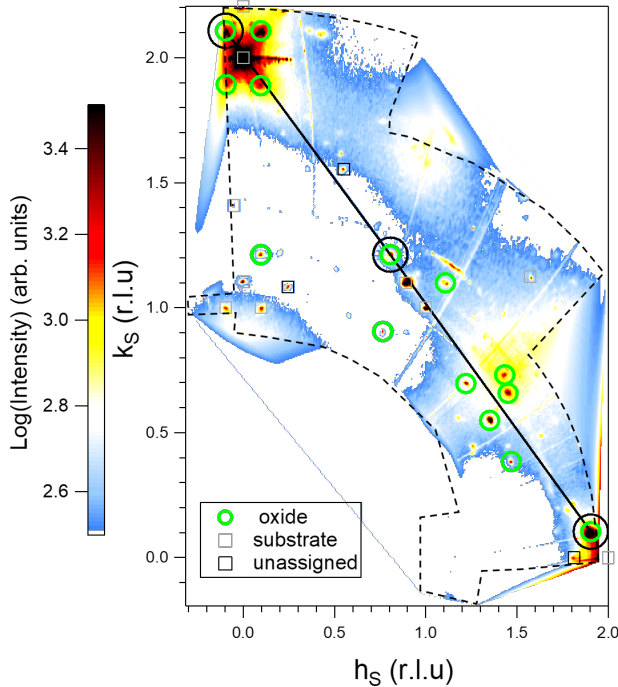 2.0
1.5
1.0
0.5
0.0
k_S (r.l.u)
3.4
3.2
3.0
2.8
2.6
Log(Intensity) (arb. units)
oxide
substrate
unassigned
0.0 0.5 1.0 1.5 2.0
h_S (r.l.u)